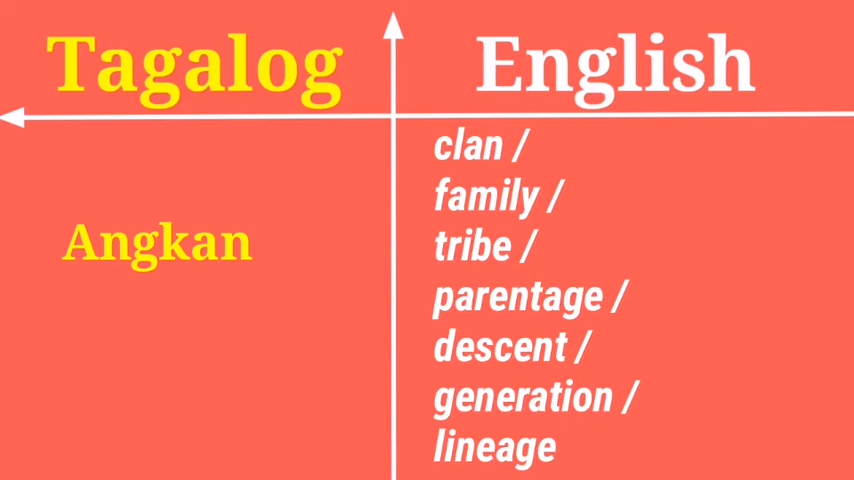 Tagalog
English
Angkan
clan /
family /
tribe /
parentage /
descent /
generation /
lineage